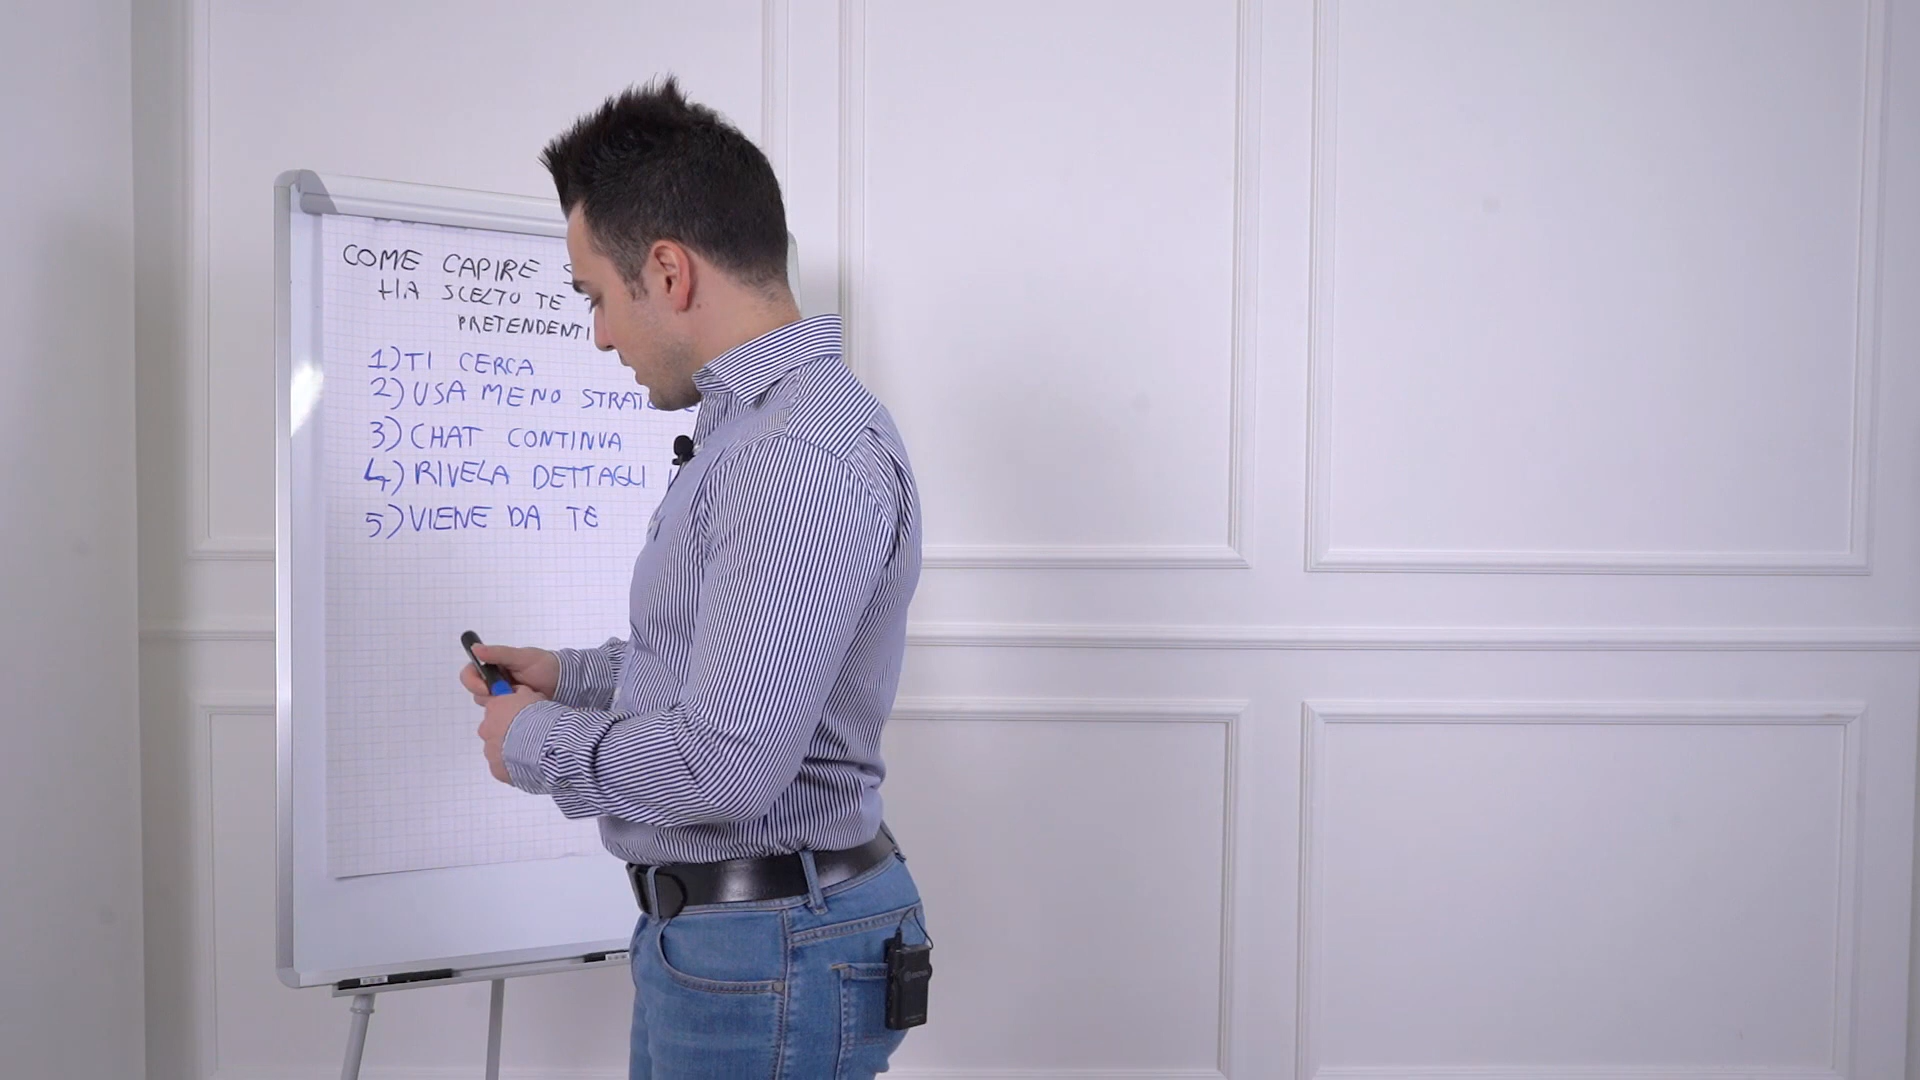 COME CAPIRE
HA SCELTO TE
PRETENDENTI
1) TI CERCA
2) USA MENO
3) CHAT CONTINUA
4) RIVELA DETTAGLI
5) VIENE DA TE